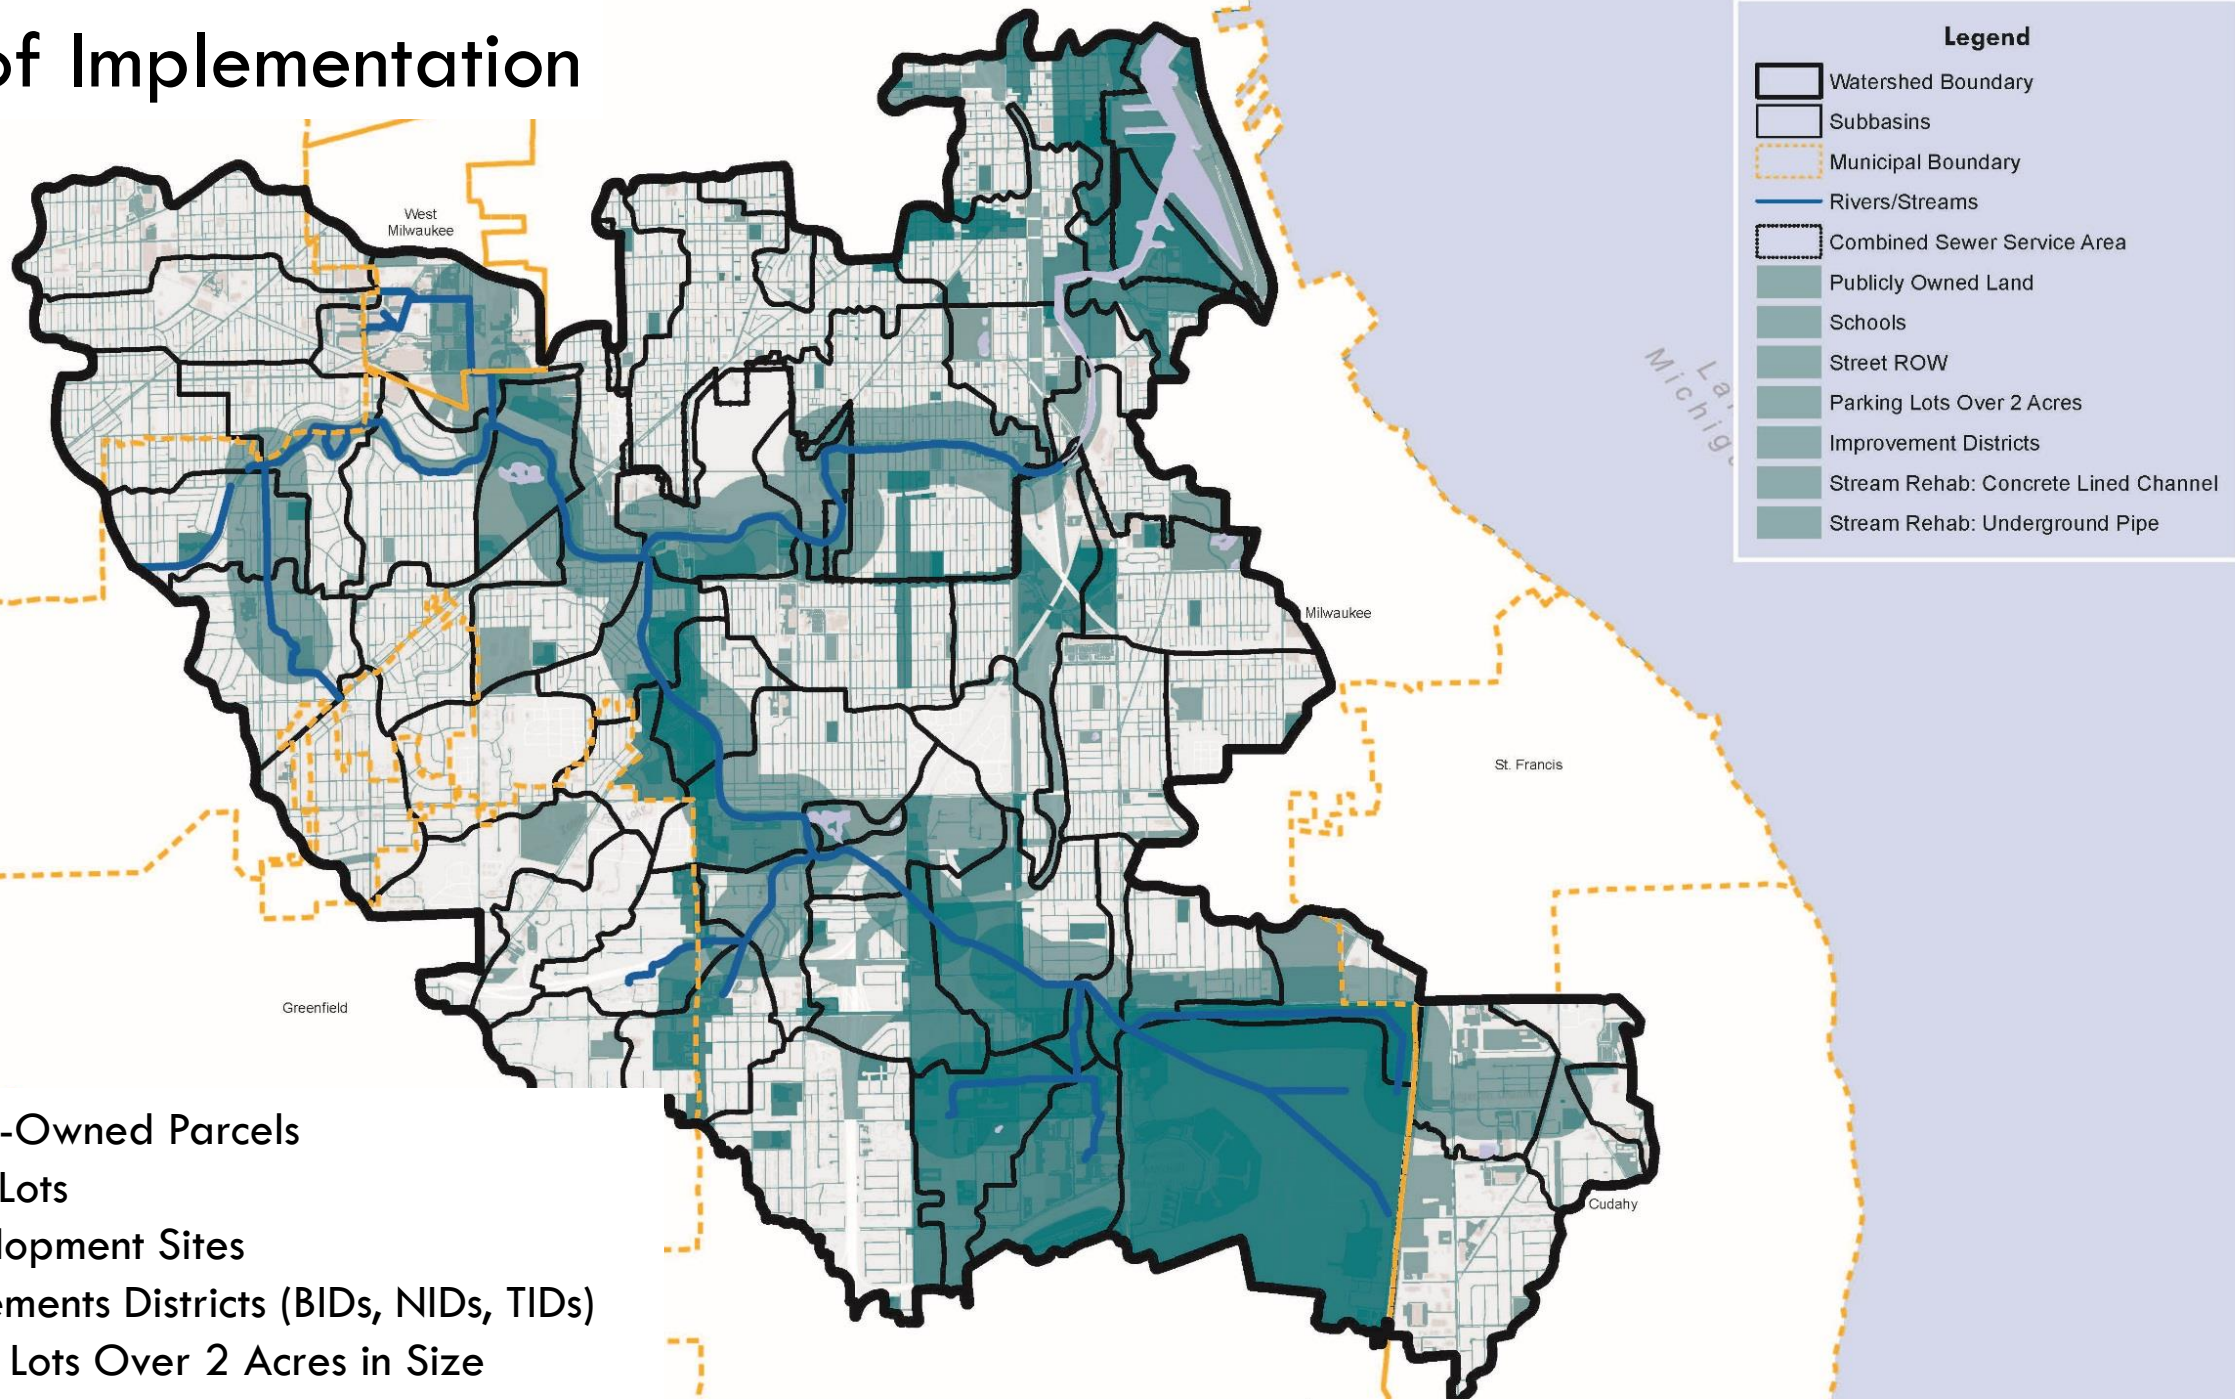 of Implementation
West
Milwaukee
Milwaukee
St. Francis
Greenfield
Cudahy
Michig
Legend
Watershed Boundary
Subbasins
Municipal Boundary
Rivers/Streams
Combined Sewer Service Area
Publicly Owned Land
Schools
Street ROW
Parking Lots Over 2 Acres
Improvement Districts
Stream Rehab: Concrete Lined Channel
Stream Rehab: Underground Pipe
-Owned Parcels
Lots
lopment Sites
ements Districts (BIDs, NIDs, TIDs)
Lots Over 2 Acres in Size